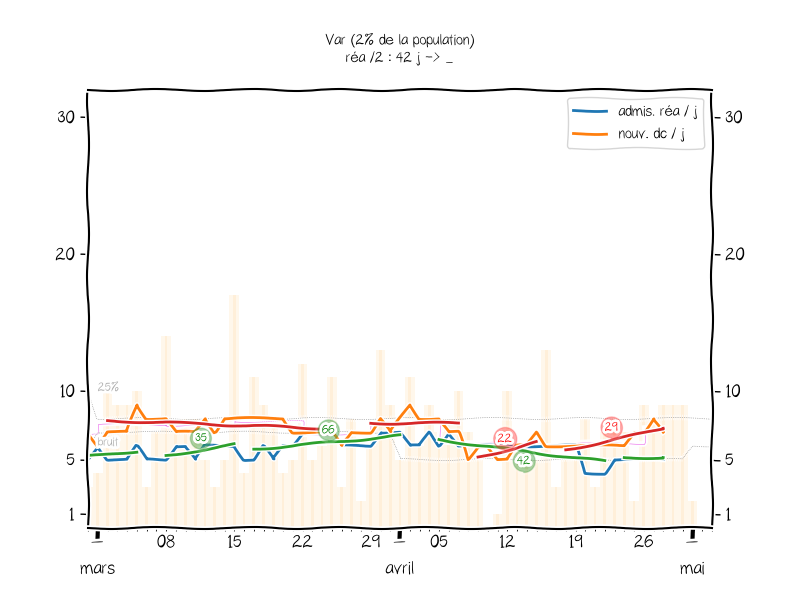 Var (2% de la population)
réa /2 : 42 j -> _
admis. réa / j
nouv. dc / j
30 30
20 20
10 10
25%
bruit
5 5
1 1
35 66 22 42 29
08 15 22 29 05 12 19 26
mars avril mai